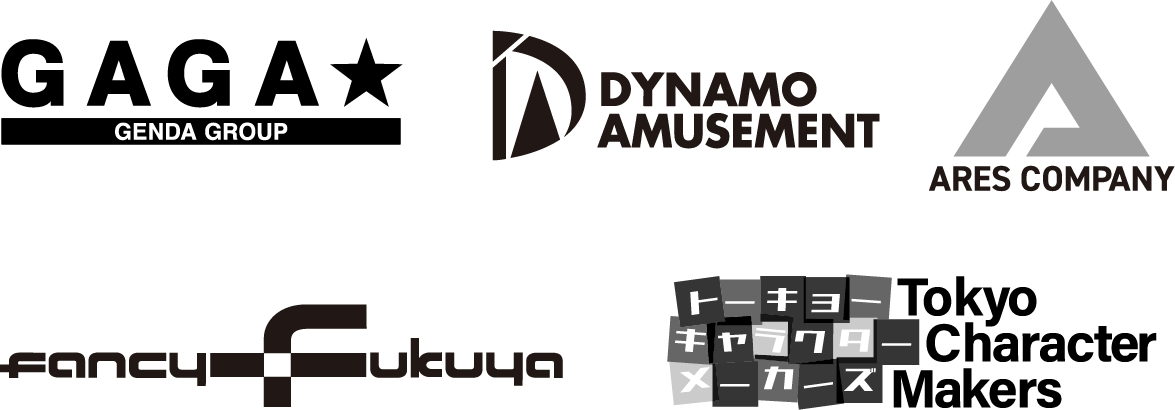 GAGA★
GENDA GROUP
DYNAMO
AMUSEMENT
ARES COMPANY
fancy Fukuya
トーキョー
キャラクター
メーカーズ
Tokyo
Character
Makers